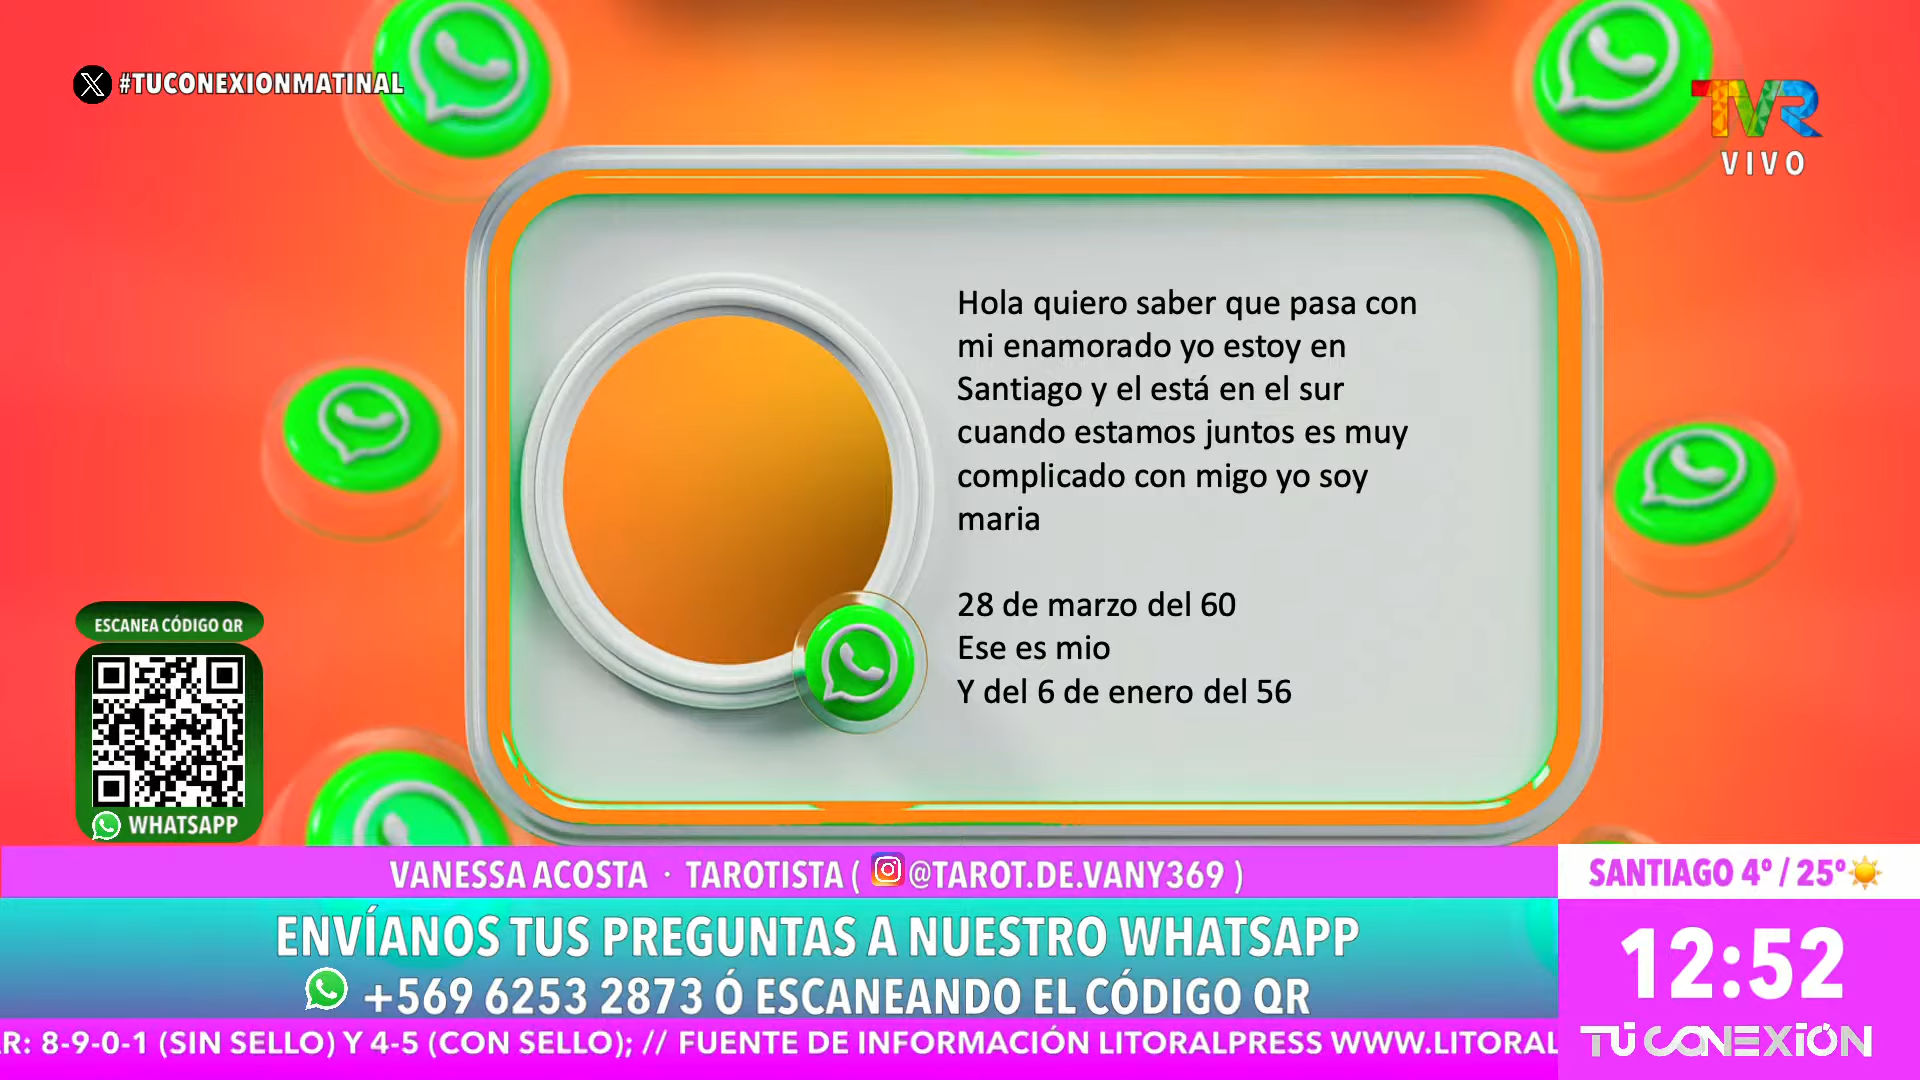 #TUCONEXIONMATINAL
TVR
VIVO
Hola quiero saber que pasa con
mi enamorado yo estoy en
Santiago y el está en el sur
cuando estamos juntos es muy
complicado con migo yo soy
maria
28 de marzo del 60
Ese es mio
Y del 6 de enero del 56
ESCANEA CÓDIGO QR
WHATSAPP
VANESSA ACOSTA · TAROTISTA ( @TAROT.DE.VANY369 )
SANTIAGO 4º / 25º
ENVÍANOS TUS PREGUNTAS A NUESTRO WHATSAPP
+569 6253 2873 Ó ESCANEANDO EL CÓDIGO QR
12:52
R: 8-9-0-1 (SIN SELLO) Y 4-5 (CON SELLO); // FUENTE DE INFORMACIÓN LITORALPRESS WWW.LITORAL
TU CONEXIÓN